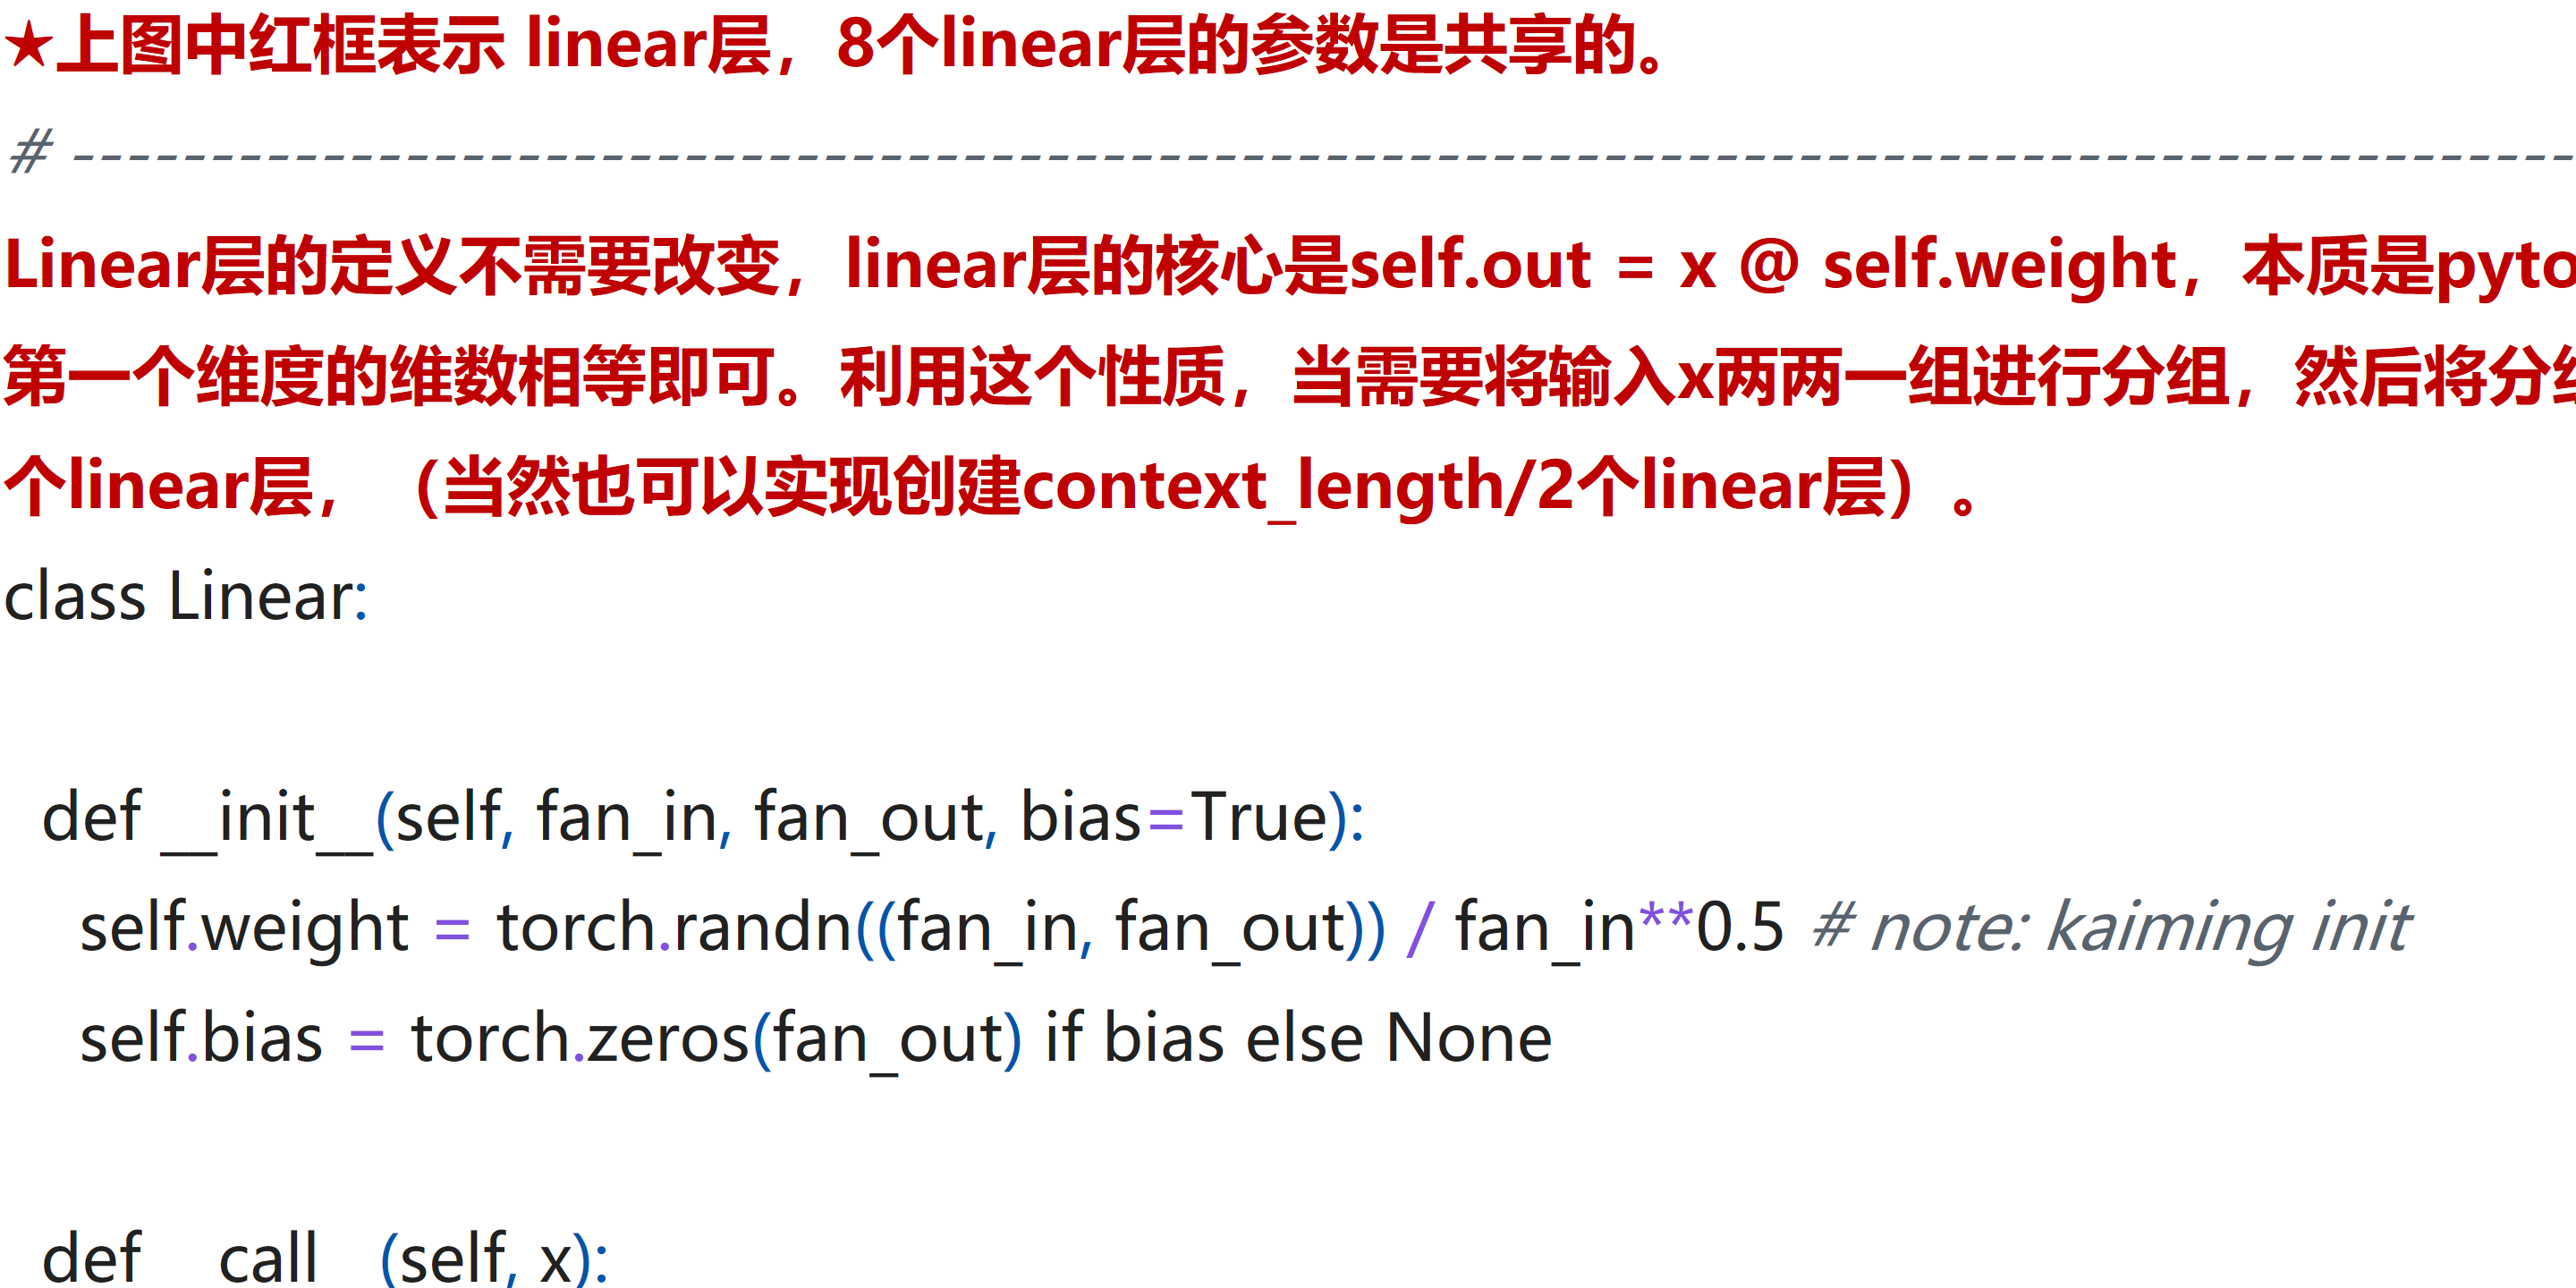 ★上图中红框表示 linear层，8个linear层的参数是共享的。
# ------------------------------------------------------------------------------------------
Linear层的定义不需要改变，linear层的核心是self.out = x @ self.weight，本质是pyto
第一个维度的维数相等即可。利用这个性质，当需要将输入x两两一组进行分组，然后将分组
个linear层，（当然也可以实现创建context_length/2个linear层）。
class Linear:
def __init__(self, fan_in, fan_out, bias=True):
self.weight = torch.randn((fan_in, fan_out)) / fan_in**0.5 # note: kaiming init
self.bias = torch.zeros(fan_out) if bias else None
def __call__(self, x):